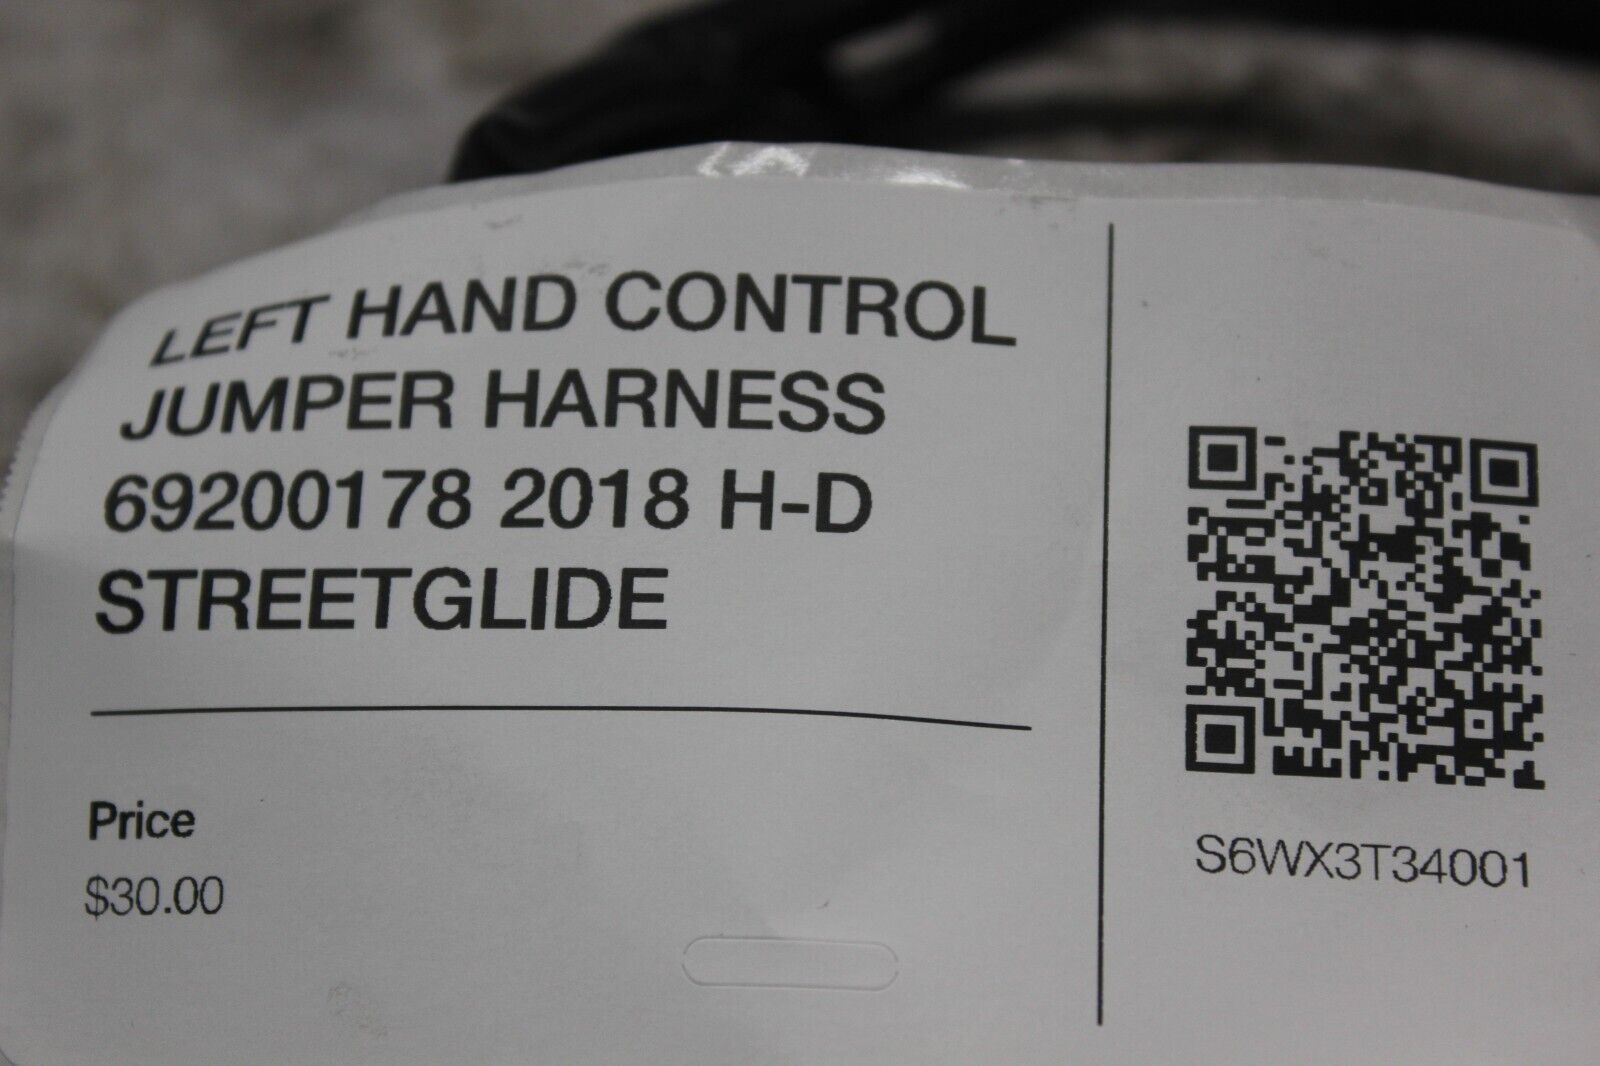 LEFT HAND CONTROL
JUMPER HARNESS
69200178 2018 H-D
STREETGLIDE
Price
$30.00
S6WX3T34001